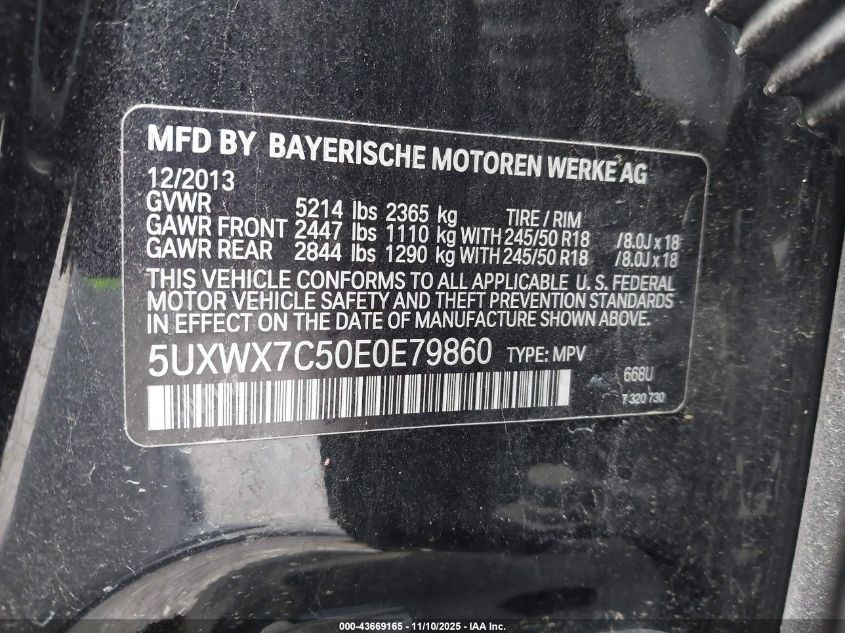 MFD BY BAYERISCHE MOTOREN WERKE AG
12/2013
GVWR 5214 lbs 2365 kg TIRE / RIM
GAWR FRONT 2447 lbs 1110 kg WITH 245/50 R18 /8.0J x 18
GAWR REAR 2844 lbs 1290 kg WITH 245/50 R18 /8.0J x 18
THIS VEHICLE CONFORMS TO ALL APPLICABLE U.S. FEDERAL
MOTOR VEHICLE SAFETY AND THEFT PREVENTION STANDARDS
IN EFFECT ON THE DATE OF MANUFACTURE SHOWN ABOVE.
5UXWX7C50E0E79860 TYPE: MPV
668U
7 320 730
000-43669165 - 11/10/2025 - IAA Inc.